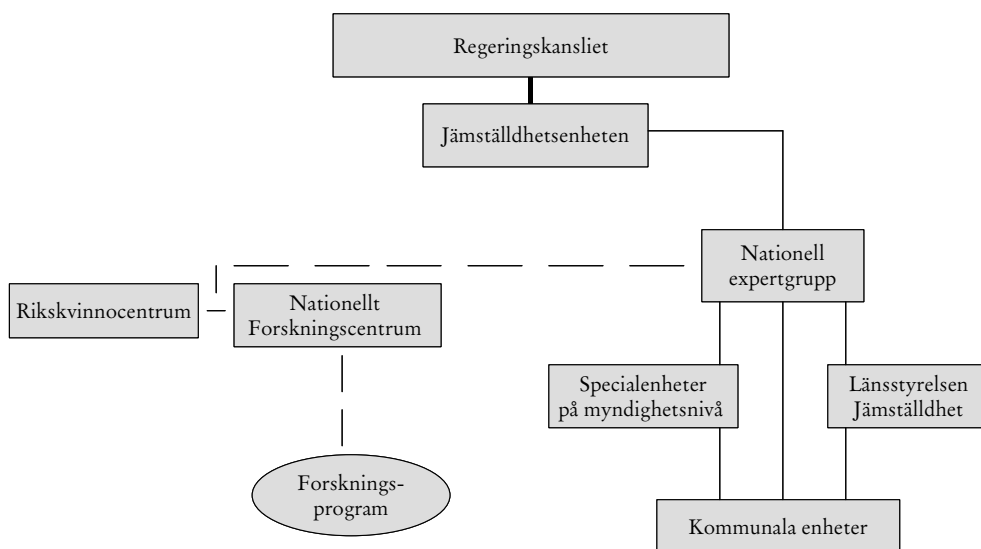 Regeringskansliet
Jämställdhetsenheten
Nationell
expertgrupp
Rikskvinnocentrum
Nationellt
Forskningscentrum
Specialenheter
på myndighetsnivå
Länsstyrelsen
Jämställdhet
Forsknings-
program
Kommunala enheter